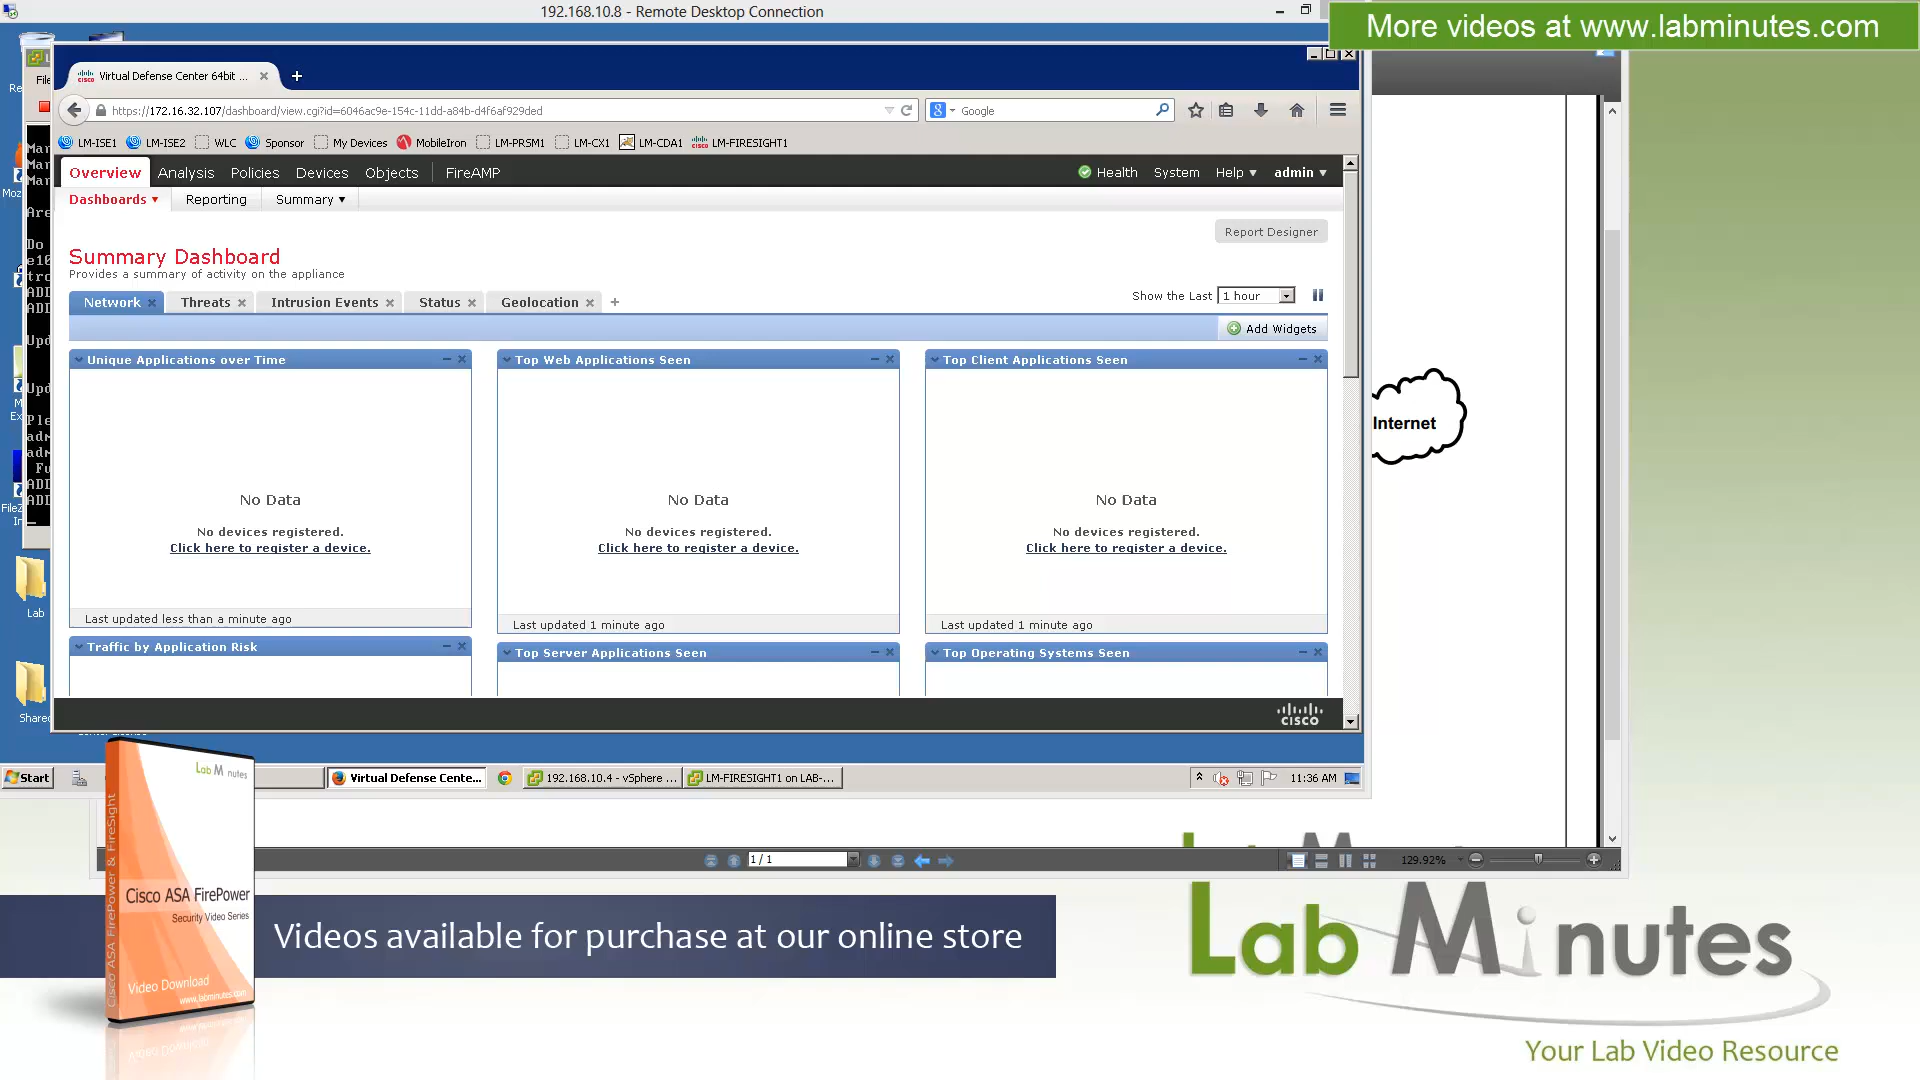 192.168.10.8 - Remote Desktop Connection
More videos at www.labminutes.com
Virtual Defense Center 64bit ...
https://172.16.32.107/dashboard/view.cgi?id=6046ac9e-154c-11dd-a84b-d4f6af929ded
Google
LM-ISE1 LM-ISE2 WLC Sponsor My Devices MobileIron LM-PRSM1 LM-CX1 LM-CDA1 LM-FIRESIGHT1
Overview Analysis Policies Devices Objects FireAMP Health System Help admin
Dashboards Reporting Summary
Report Designer
Summary Dashboard
Provides a summary of activity on the appliance
Network Threats Intrusion Events Status Geolocation Show the Last 1 hour
Add Widgets
Unique Applications over Time Top Web Applications Seen Top Client Applications Seen
No Data No Data No Data
No devices registered. No devices registered. No devices registered.
Click here to register a device. Click here to register a device. Click here to register a device.
Last updated less than a minute ago Last updated 1 minute ago Last updated 1 minute ago
Traffic by Application Risk Top Server Applications Seen Top Operating Systems Seen
CISCO
Internet
Lab
Start Virtual Defense Cente... 192.168.10.4 - vSphere ... LM-FIRESIGHT1 on LAB-... 11:36 AM
1 / 1 129.92%
Lab Minutes
Cisco ASA FirePower & FireSight
Cisco ASA FirePower
Security Video Series
Video Download
www.labminutes.com
Videos available for purchase at our online store
Lab Minutes
Your Lab Video Resource